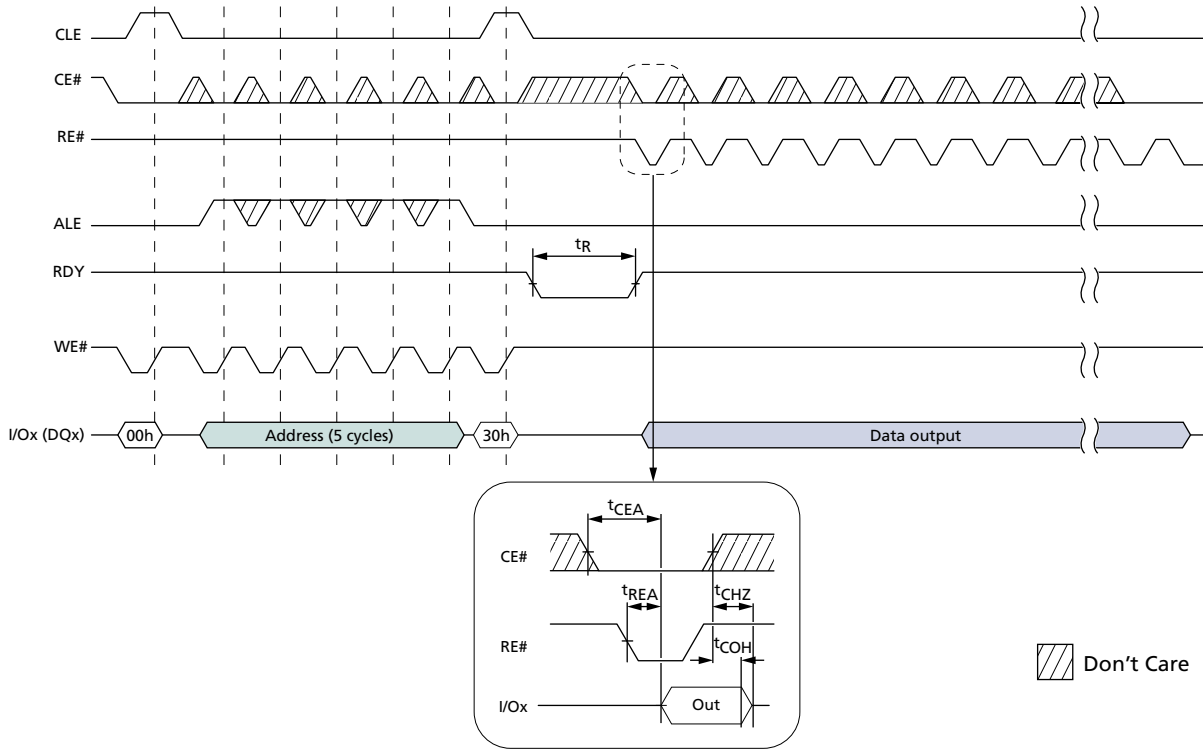 CLE
CE#
RE#
ALE
tR
RDY
WE#
I/Ox (DQx)
00h
Address (5 cycles)
30h
Data output
tCEA
CE#
tREA
tCHZ
RE#
tCOH
I/Ox
Out
Don't Care